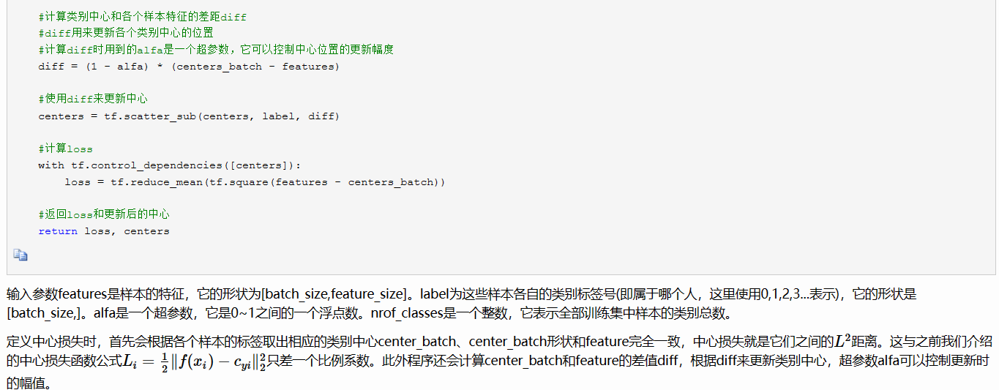 #计算类别中心和各个样本特征的差距diff
#diff用来更新各个类别中心的位置
#计算diff时用到的alfa是一个超参数，它可以控制中心位置的更新幅度
diff = (1 - alfa) * (centers_batch - features)
#使用diff来更新中心
centers = tf.scatter_sub(centers, label, diff)
#计算loss
with tf.control_dependencies([centers]):
loss = tf.reduce_mean(tf.square(features - centers_batch))
#返回loss和更新后的中心
return loss, centers
输入参数features是样本的特征，它的形状为[batch_size,feature_size]。label为这些样本各自的类别标签号(即属于哪个人，这里使用0,1,2,3...表示)，它的形状是
[batch_size,]。alfa是一个超参数，它是0~1之间的一个浮点数。nrof_classes是一个整数，它表示全部训练集中样本的类别总数。
定义中心损失时，首先会根据各个样本的标签取出相应的类别中心center_batch、center_batch形状和feature完全一致，中心损失就是它们之间的L²距离。这与之前我们介绍
的中心损失函数公式L_i = \frac{1}{2}‖f(x_i) − c_{yi}‖_2^2只差一个比例系数。此外程序还会计算center_batch和feature的差值diff，根据diff来更新类别中心，超参数alfa可以控制更新时
的幅值。